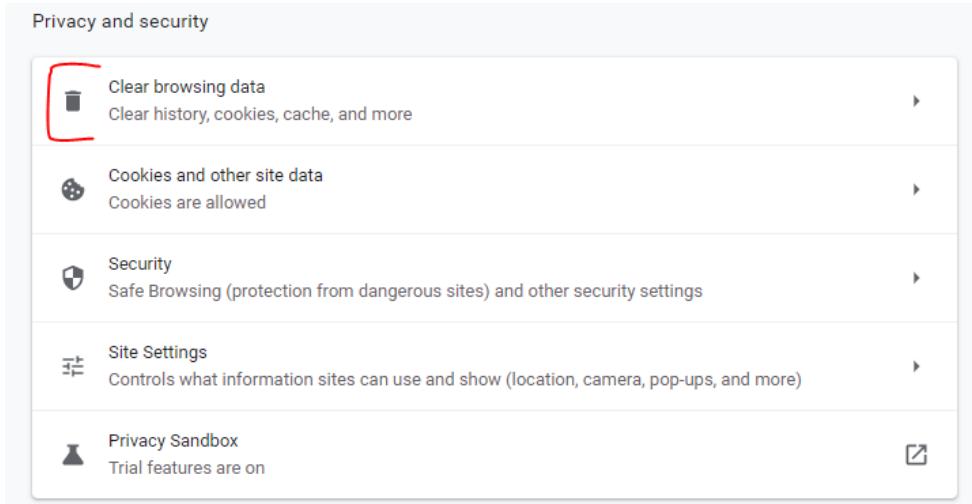 Privacy and security
Clear browsing data
Clear history, cookies, cache, and more
Cookies and other site data
Cookies are allowed
Security
Safe Browsing (protection from dangerous sites) and other security settings
Site Settings
Controls what information sites can use and show (location, camera, pop-ups, and more)
Privacy Sandbox
Trial features are on